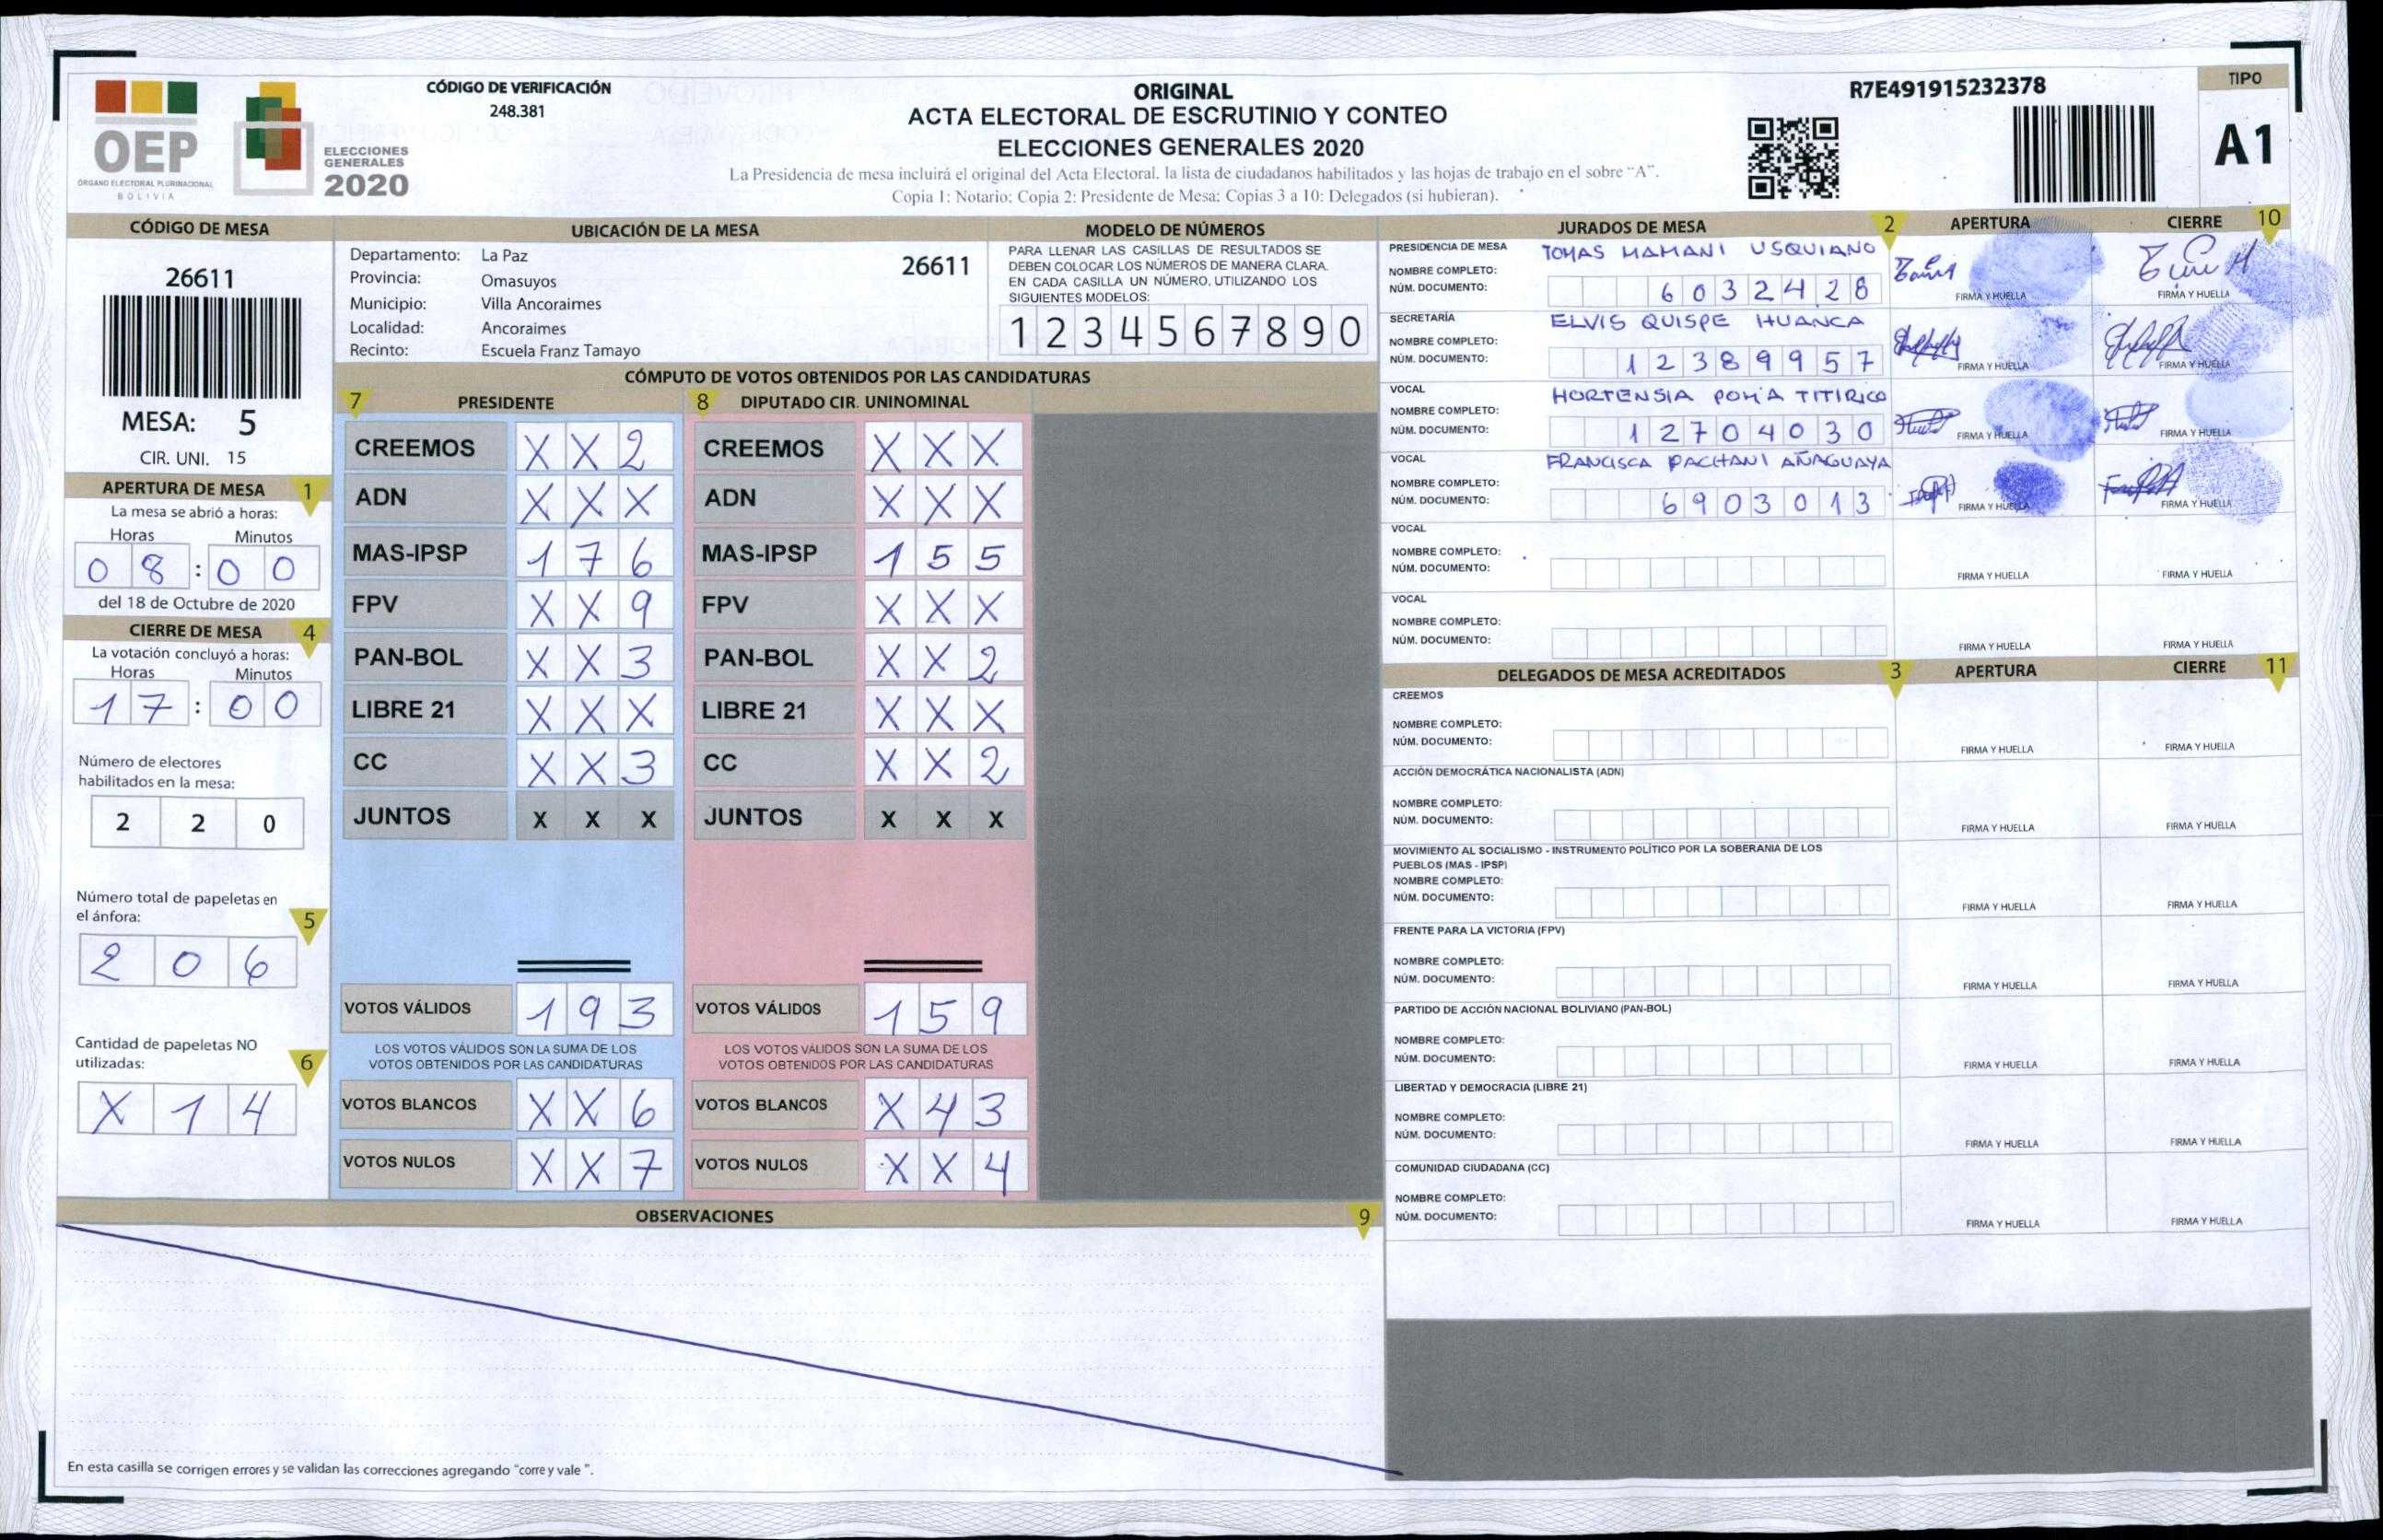 CÓDIGO DE VERIFICACIÓN
248.381
ORIGINAL
ACTA ELECTORAL DE ESCRUTINIO Y CONTEO
ELECCIONES GENERALES 2020
La Presidencia de mesa incluirá el original del Acta Electoral. la lista de ciudadanos habilitados y las hojas de trabajo en el sobre "A".
Copia 1: Notario: Copia 2: Presidente de Mesa: Copias 3 a 10: Delegados (si hubieran).
R7E491915232378
TIPO
A1
OEP
ÓRGANO ELECTORAL PLURINACIONAL
BOLIVIA
ELECCIONES
GENERALES
2020
CÓDIGO DE MESA
26611
MESA: 5
CIR. UNI. 15
UBICACIÓN DE LA MESA
Departamento: La Paz
26611
Provincia: Omasuyos
Municipio: Villa Ancoraimes
Localidad: Ancoraimes
Recinto: Escuela Franz Tamayo
MODELO DE NÚMEROS
PARA LLENAR LAS CASILLAS DE RESULTADOS SE
DEBEN COLOCAR LOS NÚMEROS DE MANERA CLARA.
EN CADA CASILLA UN NÚMERO, UTILIZANDO LOS
SIGUIENTES MODELOS:
1 2 3 4 5 6 7 8 9 0
APERTURA DE MESA 1
La mesa se abrió a horas:
Horas Minutos
0 8 : 0 0
del 18 de Octubre de 2020
CIERRE DE MESA 4
La votación concluyó a horas:
Horas Minutos
1 7 : 0 0
Número de electores
habilitados en la mesa:
2 2 0
Número total de papeletas en
el ánfora: 5
2 0 6
Cantidad de papeletas NO
utilizadas: 6
X 1 4
CÓMPUTO DE VOTOS OBTENIDOS POR LAS CANDIDATURAS
7 PRESIDENTE
CREEMOS X X 2
ADN X X X
MAS-IPSP 1 7 6
FPV X X 9
PAN-BOL X X 3
LIBRE 21 X X X
CC X X 3
JUNTOS X X X
VOTOS VÁLIDOS 1 9 3
LOS VOTOS VÁLIDOS SON LA SUMA DE LOS
VOTOS OBTENIDOS POR LAS CANDIDATURAS
VOTOS BLANCOS X X 6
VOTOS NULOS X X 7
8 DIPUTADO CIR. UNINOMINAL
CREEMOS X X X
ADN X X X
MAS-IPSP 1 5 5
FPV X X X
PAN-BOL X X 2
LIBRE 21 X X X
CC X X 2
JUNTOS X X X
VOTOS VÁLIDOS 1 5 9
LOS VOTOS VÁLIDOS SON LA SUMA DE LOS
VOTOS OBTENIDOS POR LAS CANDIDATURAS
VOTOS BLANCOS X 4 3
VOTOS NULOS X X 4
OBSERVACIONES 9
En esta casilla se corrigen errores y se validan las correcciones agregando "corre y vale ".
JURADOS DE MESA 2 APERTURA CIERRE 10
PRESIDENCIA DE MESA
NOMBRE COMPLETO: TOMAS MAMANI USQUIANO
NÚM. DOCUMENTO: 6 0 3 2 4 2 8
FIRMA Y HUELLA FIRMA Y HUELLA
SECRETARÍA
NOMBRE COMPLETO: ELVIS QUISPE HUANCA
NÚM. DOCUMENTO: 1 2 3 8 9 9 5 7
FIRMA Y HUELLA FIRMA Y HUELLA
VOCAL
NOMBRE COMPLETO: HORTENSIA POMA TITIRICO
NÚM. DOCUMENTO: 1 2 7 0 4 0 3 0
FIRMA Y HUELLA FIRMA Y HUELLA
VOCAL
NOMBRE COMPLETO: FRANCISCA PACHANI AÑAGUAYA
NÚM. DOCUMENTO: 6 9 0 3 0 1 3
FIRMA Y HUELLA FIRMA Y HUELLA
VOCAL
NOMBRE COMPLETO:
NÚM. DOCUMENTO:
FIRMA Y HUELLA FIRMA Y HUELLA
VOCAL
NOMBRE COMPLETO:
NÚM. DOCUMENTO:
FIRMA Y HUELLA FIRMA Y HUELLA
DELEGADOS DE MESA ACREDITADOS 3 APERTURA CIERRE 11
CREEMOS
NOMBRE COMPLETO:
NÚM. DOCUMENTO:
FIRMA Y HUELLA FIRMA Y HUELLA
ACCIÓN DEMOCRÁTICA NACIONALISTA (ADN)
NOMBRE COMPLETO:
NÚM. DOCUMENTO:
FIRMA Y HUELLA FIRMA Y HUELLA
MOVIMIENTO AL SOCIALISMO - INSTRUMENTO POLÍTICO POR LA SOBERANIA DE LOS
PUEBLOS (MAS - IPSP)
NOMBRE COMPLETO:
NÚM. DOCUMENTO:
FIRMA Y HUELLA FIRMA Y HUELLA
FRENTE PARA LA VICTORIA (FPV)
NOMBRE COMPLETO:
NÚM. DOCUMENTO:
FIRMA Y HUELLA FIRMA Y HUELLA
PARTIDO DE ACCIÓN NACIONAL BOLIVIANO (PAN-BOL)
NOMBRE COMPLETO:
NÚM. DOCUMENTO:
FIRMA Y HUELLA FIRMA Y HUELLA
LIBERTAD Y DEMOCRACIA (LIBRE 21)
NOMBRE COMPLETO:
NÚM. DOCUMENTO:
FIRMA Y HUELLA FIRMA Y HUELLA
COMUNIDAD CIUDADANA (CC)
NOMBRE COMPLETO:
NÚM. DOCUMENTO:
FIRMA Y HUELLA FIRMA Y HUELLA